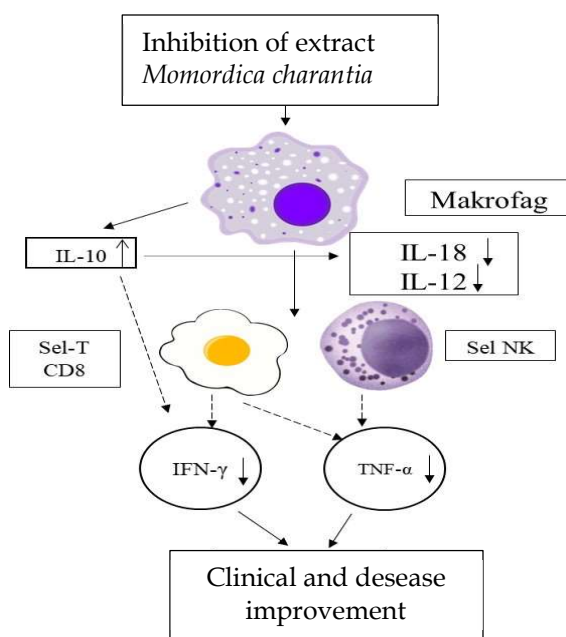 Inhibition of extract
Momordica charantia
Makrofag
IL-10
IL-18
IL-12
Sel-T
CD8
Sel NK
IFN-γ
TNF-α
Clinical and desease
improvement